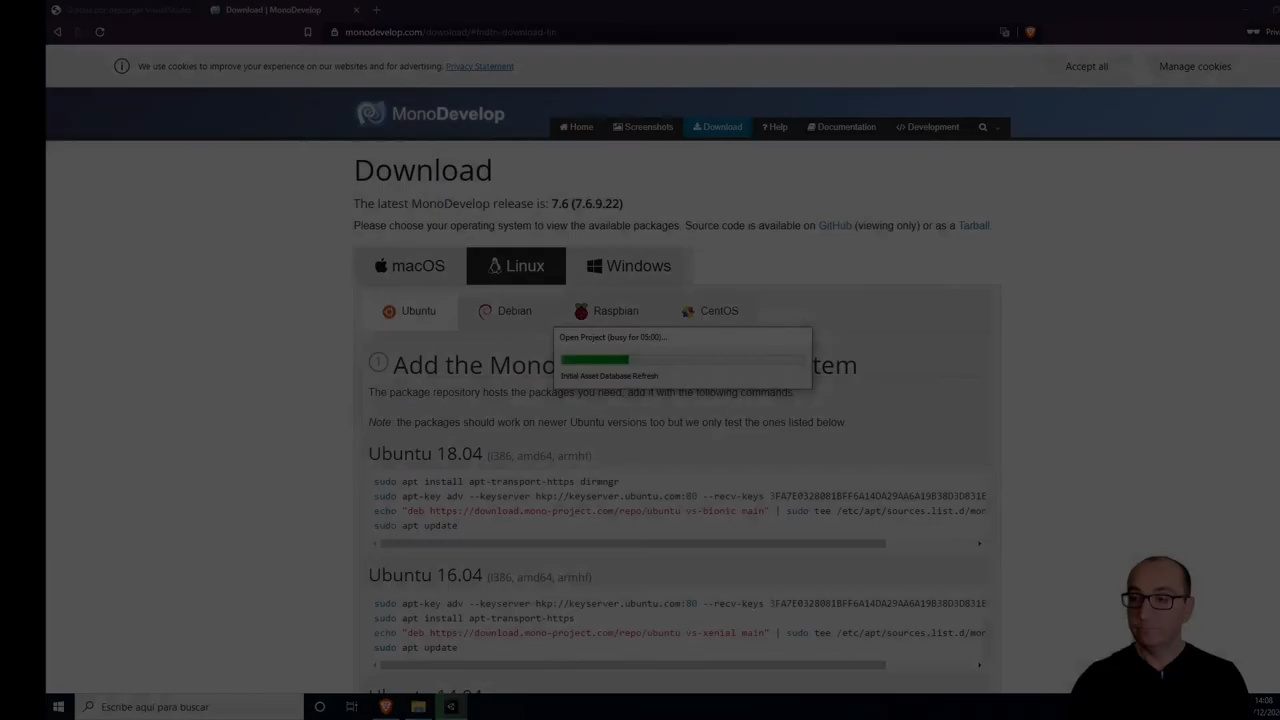 Download | MonoDevelop
monodevelop.com/download/#fndtn-download-lin
We use cookies to improve your experience on our websites and for advertising. Privacy Statement
Accept all
Manage cookies
MonoDevelop
Home
Screenshots
Download
Help
Documentation
Development
Download
The latest MonoDevelop release is: 7.6 (7.6.9.22)
Please choose your operating system to view the available packages. Source code is available on GitHub (viewing only) or as a Tarball.
macOS
Linux
Windows
Ubuntu
Debian
Raspbian
CentOS
Open Project (busy for 05:00)...
Initial Asset Database Refresh
1 Add the Mono
tem
The package repository hosts the packages you need, add it with the following commands.
Note: the packages should work on newer Ubuntu versions too but we only test the ones listed below
Ubuntu 18.04 (i386, amd64, armhf)
sudo apt install apt-transport-https dirmngr
sudo apt-key adv --keyserver hkp://keyserver.ubuntu.com:80 --recv-keys 3FA7E0328081BFF6A14DA29AA6A19B38D3D831E
echo "deb https://download.mono-project.com/repo/ubuntu vs-bionic main" | sudo tee /etc/apt/sources.list.d/mon
sudo apt update
Ubuntu 16.04 (i386, amd64, armhf)
sudo apt-key adv --keyserver hkp://keyserver.ubuntu.com:80 --recv-keys 3FA7E0328081BFF6A14DA29AA6A19B38D3D831E
sudo apt install apt-transport-https
echo "deb https://download.mono-project.com/repo/ubuntu vs-xenial main" | sudo tee /etc/apt/sources.list.d/mon
sudo apt update
Escribe aquí para buscar
14:08